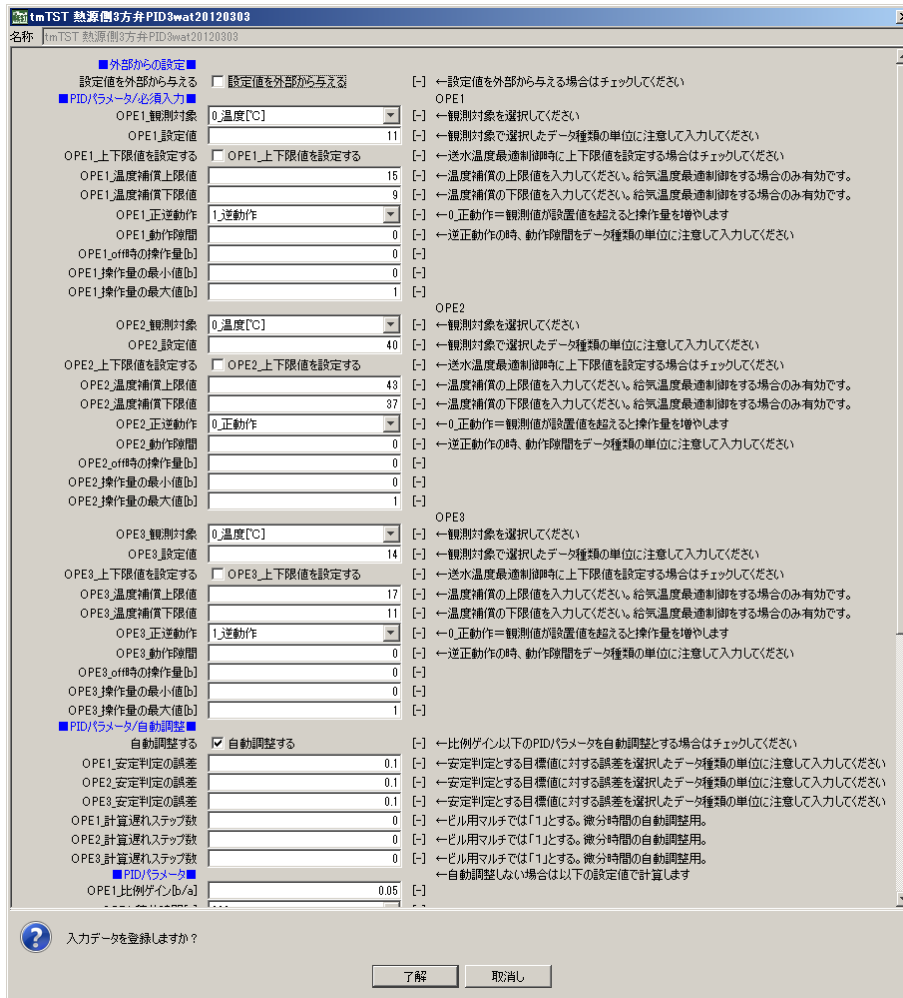 tmTST 熱源側3方弁PID3wat20120303
名称 tmTST 熱源側3方弁PID3wat20120303
■外部からの設定■
設定値を外部から与える 設定値を外部から与える [-] ←設定値を外部から与える場合はチェックしてください
■PIDパラメータ/必須入力■ OPE1
OPE1_観測対象 0_温度[℃] [-] ←観測対象を選択してください
OPE1_設定値 11 [-] ←観測対象で選択したデータ種類の単位に注意して入力してください
OPE1_上下限値を設定する OPE1_上下限値を設定する [-] ←送水温度最適制御時に上下限値を設定する場合はチェックしてください
OPE1_温度補償上限値 15 [-] ←温度補償の上限値を入力してください。給気温度最適制御をする場合のみ有効です。
OPE1_温度補償下限値 9 [-] ←温度補償の下限値を入力してください。給気温度最適制御をする場合のみ有効です。
OPE1_正逆動作 1_逆動作 [-] ←0_正動作=観測値が設置値を超えると操作量を増やします
OPE1_動作隙間 0 [-] ←逆正動作の時、動作隙間をデータ種類の単位に注意して入力してください
OPE1_off時の操作量[b] 0 [-]
OPE1_操作量の最小値[b] 0 [-]
OPE1_操作量の最大値[b] 1 [-]
OPE2
OPE2_観測対象 0_温度[℃] [-] ←観測対象を選択してください
OPE2_設定値 40 [-] ←観測対象で選択したデータ種類の単位に注意して入力してください
OPE2_上下限値を設定する OPE2_上下限値を設定する [-] ←送水温度最適制御時に上下限値を設定する場合はチェックしてください
OPE2_温度補償上限値 43 [-] ←温度補償の上限値を入力してください。給気温度最適制御をする場合のみ有効です。
OPE2_温度補償下限値 37 [-] ←温度補償の下限値を入力してください。給気温度最適制御をする場合のみ有効です。
OPE2_正逆動作 0_正動作 [-] ←0_正動作=観測値が設置値を超えると操作量を増やします
OPE2_動作隙間 0 [-] ←逆正動作の時、動作隙間をデータ種類の単位に注意して入力してください
OPE2_off時の操作量[b] 0 [-]
OPE2_操作量の最小値[b] 0 [-]
OPE2_操作量の最大値[b] 1 [-]
OPE3
OPE3_観測対象 0_温度[℃] [-] ←観測対象を選択してください
OPE3_設定値 14 [-] ←観測対象で選択したデータ種類の単位に注意して入力してください
OPE3_上下限値を設定する OPE3_上下限値を設定する [-] ←送水温度最適制御時に上下限値を設定する場合はチェックしてください
OPE3_温度補償上限値 17 [-] ←温度補償の上限値を入力してください。給気温度最適制御をする場合のみ有効です。
OPE3_温度補償下限値 11 [-] ←温度補償の下限値を入力してください。給気温度最適制御をする場合のみ有効です。
OPE3_正逆動作 1_逆動作 [-] ←0_正動作=観測値が設置値を超えると操作量を増やします
OPE3_動作隙間 0 [-] ←逆正動作の時、動作隙間をデータ種類の単位に注意して入力してください
OPE3_off時の操作量[b] 0 [-]
OPE3_操作量の最小値[b] 0 [-]
OPE3_操作量の最大値[b] 1 [-]
■PIDパラメータ/自動調整■
自動調整する 自動調整する [-] ←比例ゲイン以下のPIDパラメータを自動調整とする場合はチェックしてください
OPE1_安定判定の誤差 0.1 [-] ←安定判定とする目標値に対する誤差を選択したデータ種類の単位に注意して入力してください
OPE2_安定判定の誤差 0.1 [-] ←安定判定とする目標値に対する誤差を選択したデータ種類の単位に注意して入力してください
OPE3_安定判定の誤差 0.1 [-] ←安定判定とする目標値に対する誤差を選択したデータ種類の単位に注意して入力してください
OPE1_計算遅れステップ数 0 [-] ←ビル用マルチでは「1」とする。微分時間の自動調整用。
OPE2_計算遅れステップ数 0 [-] ←ビル用マルチでは「1」とする。微分時間の自動調整用。
OPE3_計算遅れステップ数 0 [-] ←ビル用マルチでは「1」とする。微分時間の自動調整用。
■PIDパラメータ■ ←自動調整しない場合は以下の設定値で計算します
OPE1_比例ゲイン[b/a] 0.05 [-]
入力データを登録しますか?
了解 取消し